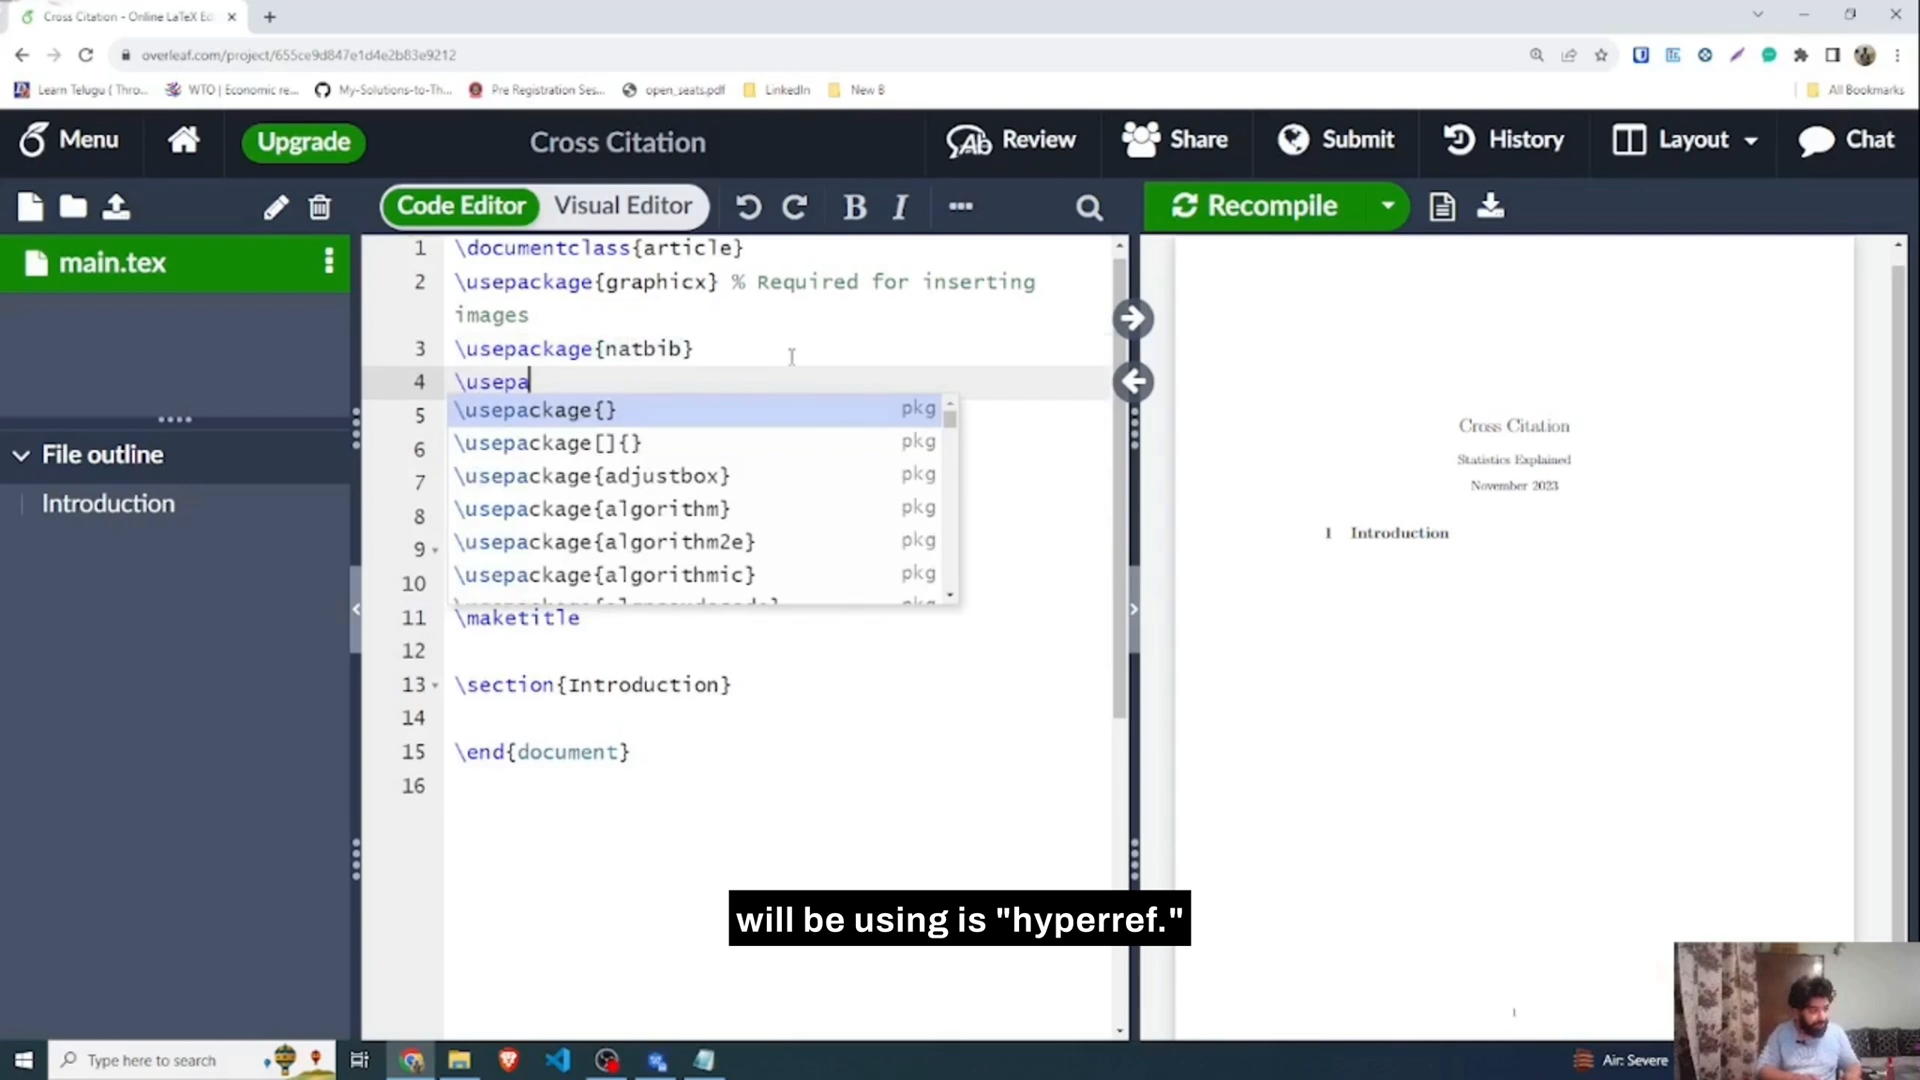 Cross Citation - Online LaTeX Ed
overleaf.com/project/655ce9d847e1d4e2b83e9212
Learn Telugu ( Thro...
WTO | Economic re...
My-Solutions-to-Th...
Pre Registration Ses...
open_seats.pdf
LinkedIn
New B
All Bookmarks
Menu
Upgrade
Cross Citation
Review
Share
Submit
History
Layout
Chat
Code Editor
Visual Editor
B
I
Recompile
main.tex
File outline
Introduction
1 \documentclass{article}
2 \usepackage{graphicx} % Required for inserting
images
3 \usepackage{natbib}
4 \usepa
5
6
7
8
9
10
\usepackage{} pkg
\usepackage[]{} pkg
\usepackage{adjustbox} pkg
\usepackage{algorithm} pkg
\usepackage{algorithm2e} pkg
\usepackage{algorithmic} pkg
11 \maketitle
12
13 \section{Introduction}
14
15 \end{document}
16
Cross Citation
Statistics Explained
November 2023
1 Introduction
1
will be using is "hyperref."
Type here to search
Air: Severe